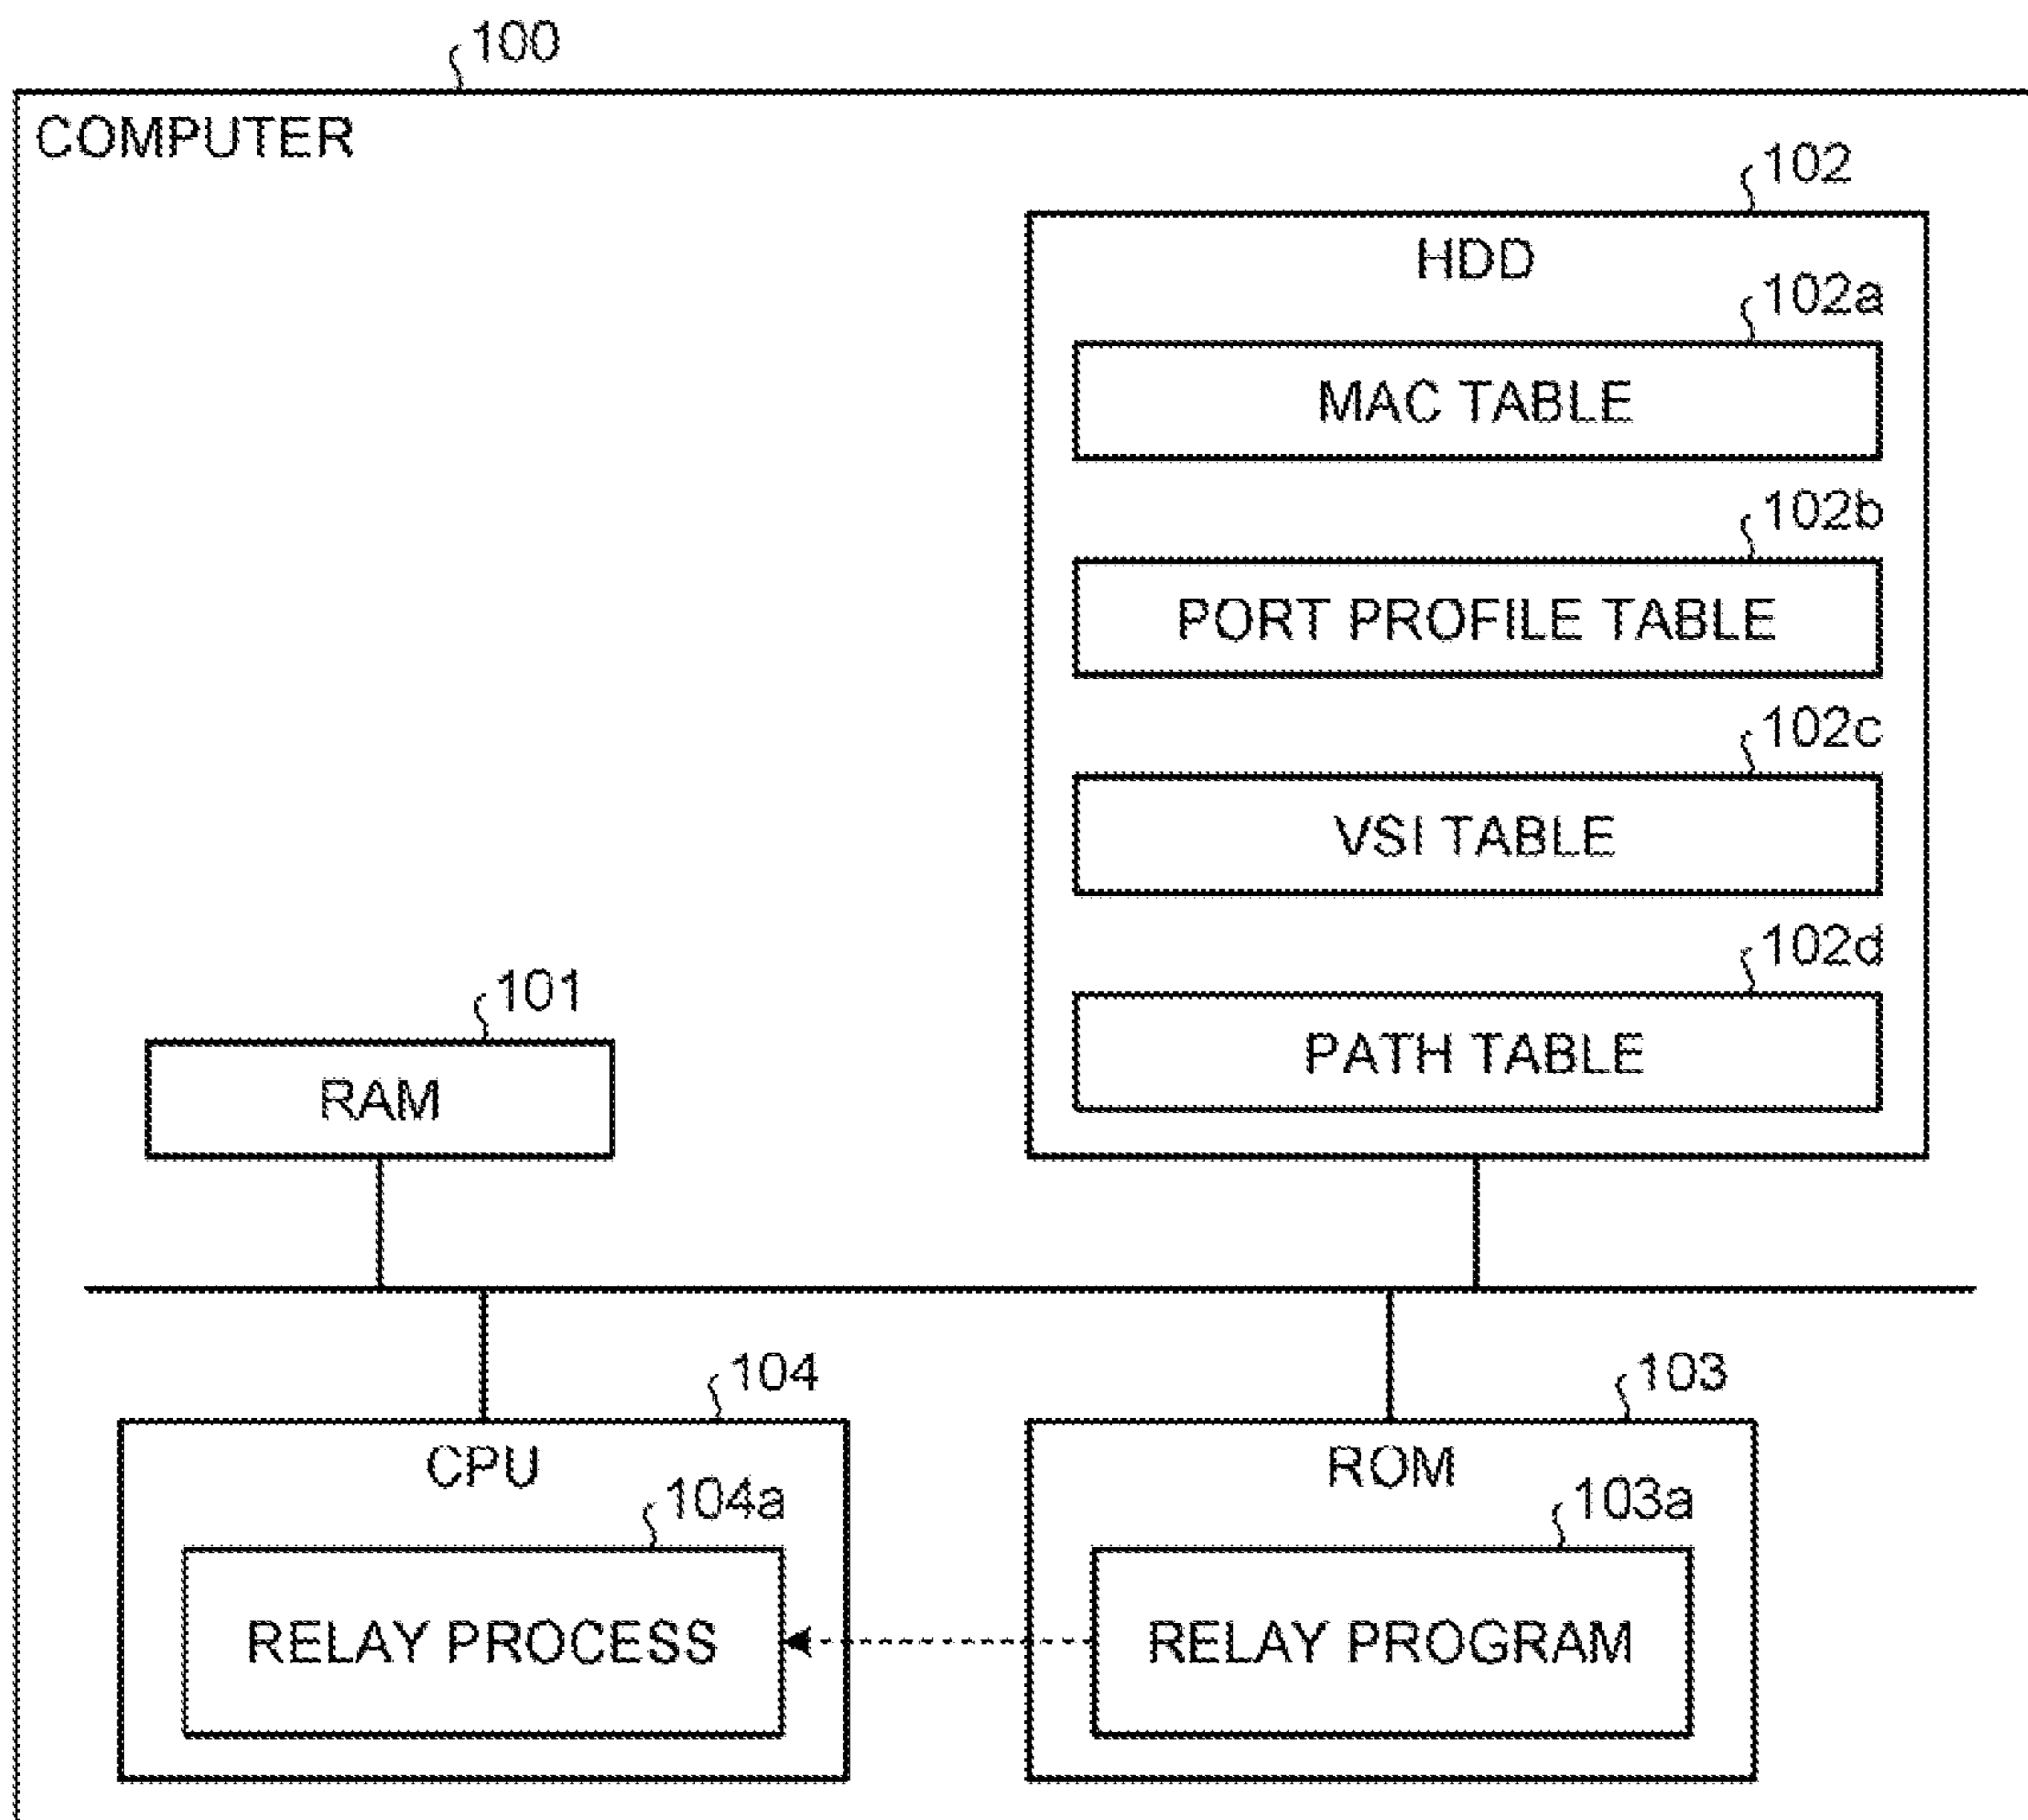 100
COMPUTER
102
HDD
102a
MAC TABLE
102b
PORT PROFILE TABLE
102c
VSI TABLE
102d
PATH TABLE
101
RAM
104
CPU
104a
RELAY PROCESS
103
ROM
103a
RELAY PROGRAM